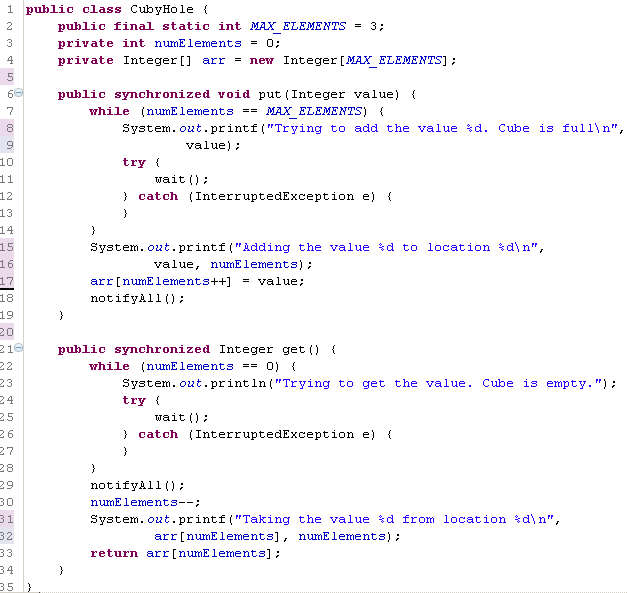 1 public class CubyHole {
2     public final static int MAX_ELEMENTS = 3;
3     private int numElements = 0;
4     private Integer[] arr = new Integer[MAX_ELEMENTS];
5
6     public synchronized void put(Integer value) {
7         while (numElements == MAX_ELEMENTS) {
8             System.out.printf("Trying to add the value %d. Cube is full\n",
9                     value);
10            try {
11                wait();
12            } catch (InterruptedException e) {
13            }
14        }
15        System.out.printf("Adding the value %d to location %d\n",
16                value, numElements);
17        arr[numElements++] = value;
18        notifyAll();
19    }
20
21    public synchronized Integer get() {
22        while (numElements == 0) {
23            System.out.println("Trying to get the value. Cube is empty.");
24            try {
25                wait();
26            } catch (InterruptedException e) {
27            }
28        }
29        notifyAll();
30        numElements--;
31        System.out.printf("Taking the value %d from location %d\n",
32                arr[numElements], numElements);
33        return arr[numElements];
34    }
35 }